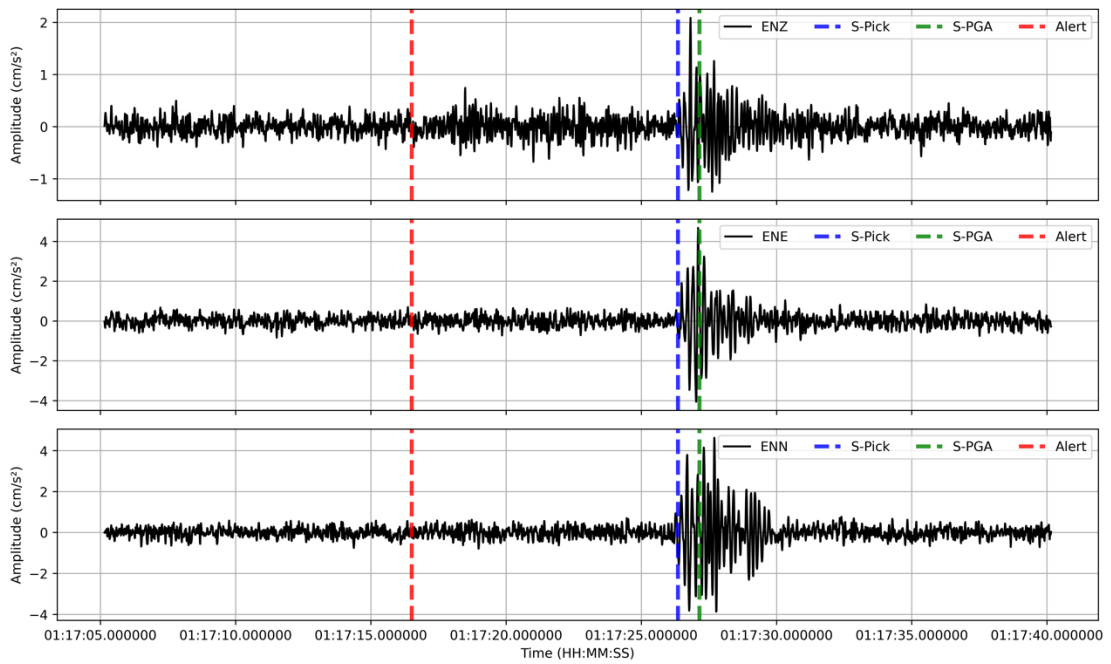 ENZ S-Pick S-PGA Alert
Amplitude (cm/s²)
2
1
0
−1
ENE S-Pick S-PGA Alert
Amplitude (cm/s²)
4
2
0
−2
−4
ENN S-Pick S-PGA Alert
Amplitude (cm/s²)
4
2
0
−2
−4
01:17:05.000000 01:17:10.000000 01:17:15.000000 01:17:20.000000 01:17:25.000000 01:17:30.000000 01:17:35.000000 01:17:40.000000
Time (HH:MM:SS)